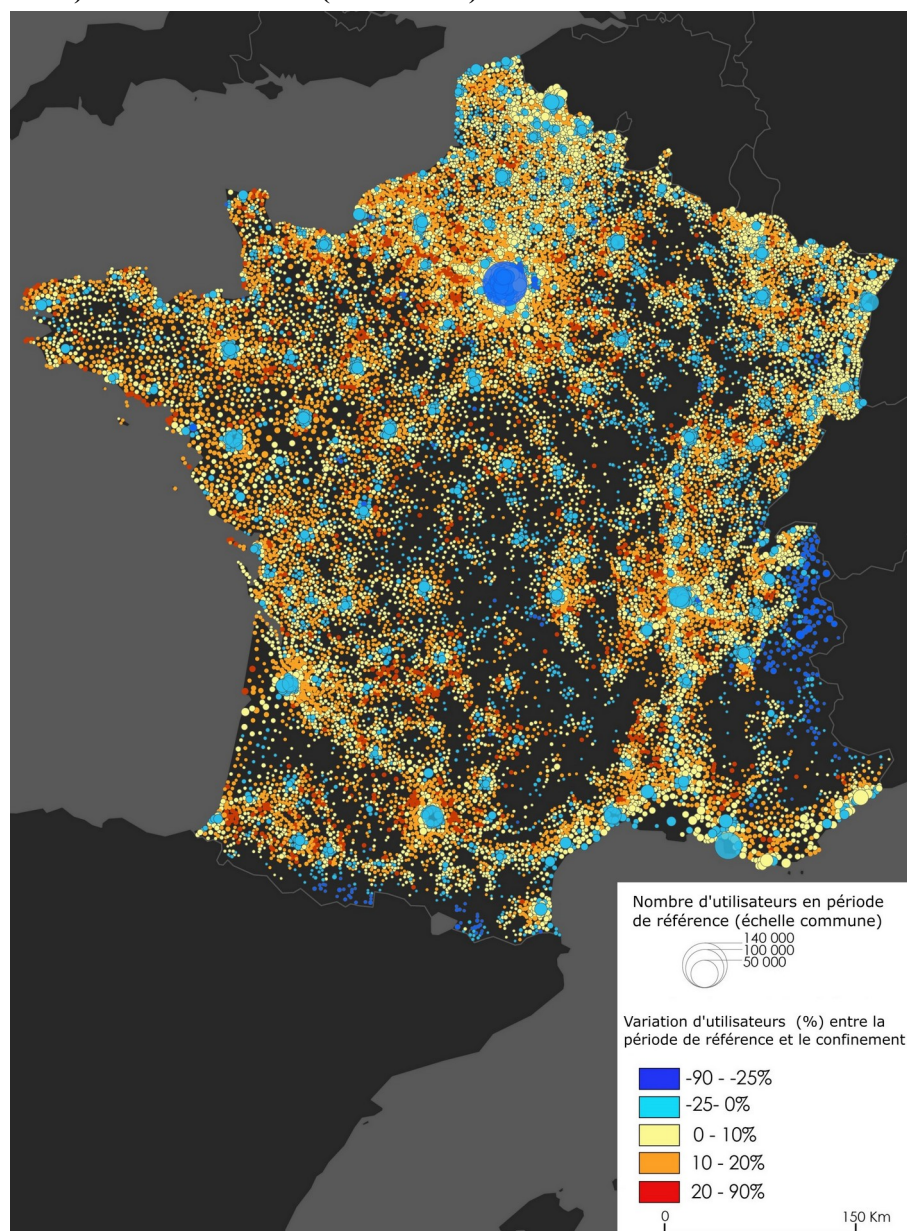 Nombre d'utilisateurs en période
de référence (échelle commune)
140 000
100 000
50 000
Variation d'utilisateurs (%) entre la
période de référence et le confinement
-90 - -25%
-25- 0%
0 - 10%
10 - 20%
20 - 90%
0 150 Km